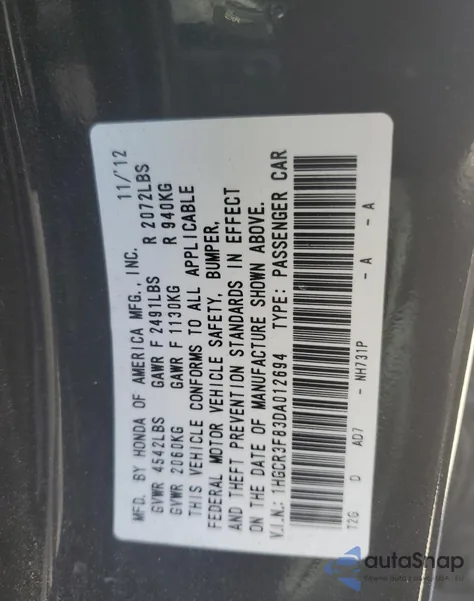 MFD. BY HONDA OF AMERICA MFG., INC. 11/12
GVWR 4542LBS GAWR F 2491LBS R 2072LBS
GVWR 2060KG GAWR F 1130KG R 940KG
THIS VEHICLE CONFORMS TO ALL APPLICABLE
FEDERAL MOTOR VEHICLE SAFETY, BUMPER,
AND THEFT PREVENTION STANDARDS IN EFFECT
ON THE DATE OF MANUFACTURE SHOWN ABOVE.
V.I.N.: 1HGCR3F83DA012694 TYPE: PASSENGER CAR
T2G D AD7 - NH731P - A - A
autoSnap